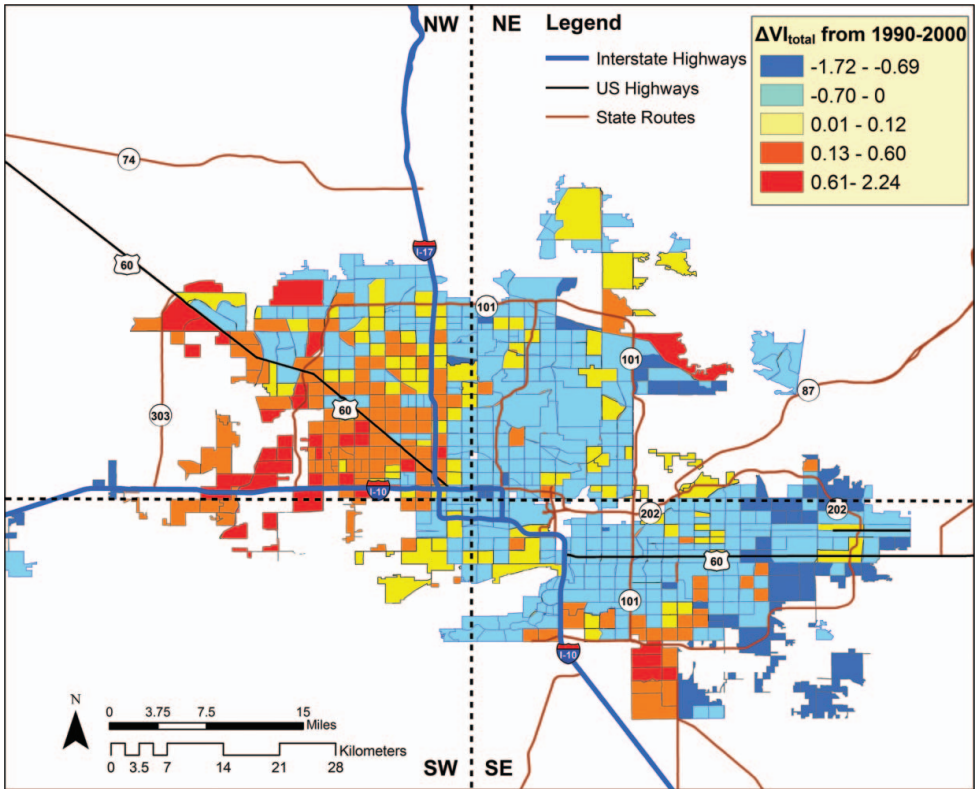 NW
NE
Legend
Interstate Highways
US Highways
State Routes
ΔVItotal from 1990-2000
-1.72 - -0.69
-0.70 - 0
0.01 - 0.12
0.13 - 0.60
0.61- 2.24
74
60
I-17
101
303
60
101
87
I-10
202
202
60
101
I-10
N
0 3.75 7.5 15
Miles
Kilometers
0 3.5 7 14 21 28
SW
SE